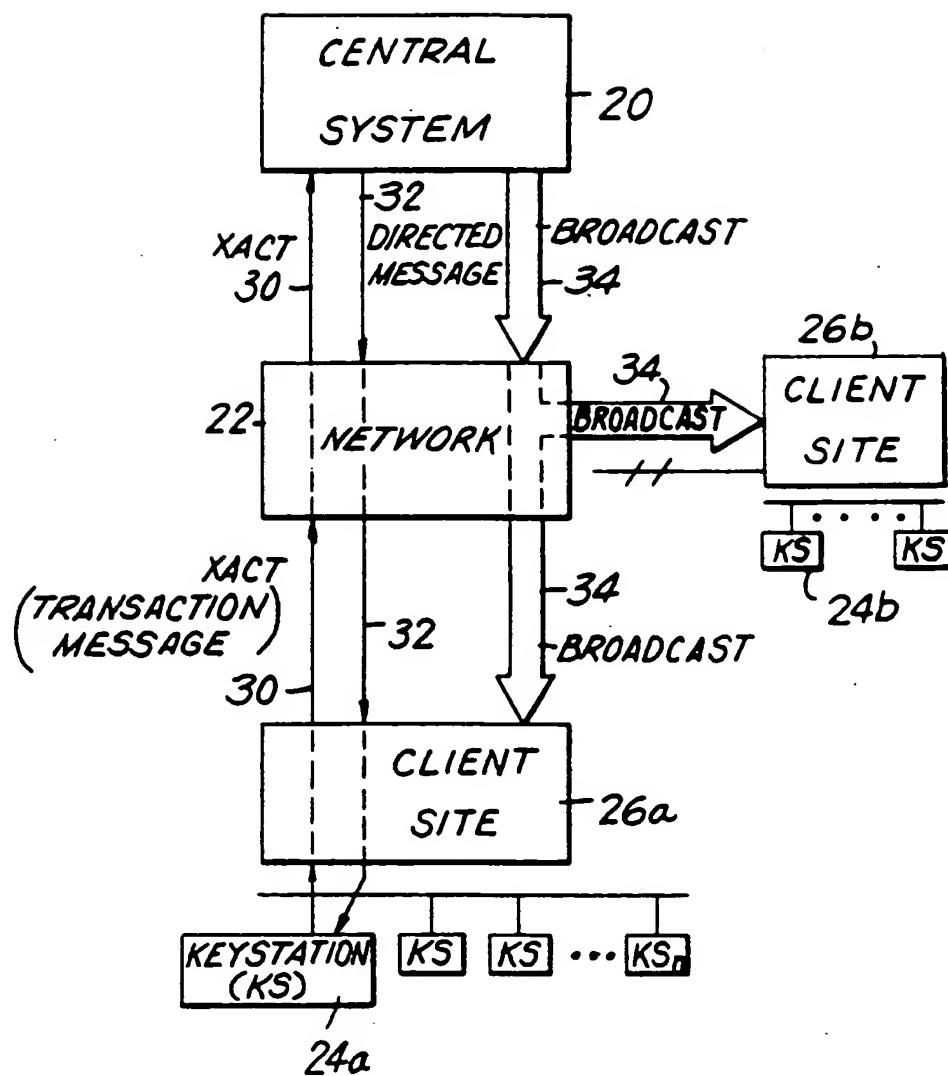 CENTRAL
SYSTEM
20
32
XACT
30
DIRECTED
MESSAGE
BROADCAST
34
26b
CLIENT
SITE
34
BROADCAST
22
NETWORK
KS
KS
24b
XACT
(TRANSACTION
MESSAGE)
32
30
34
BROADCAST
CLIENT
SITE
26a
KEYSTATION
(KS)
KS
KS
KSn
24a